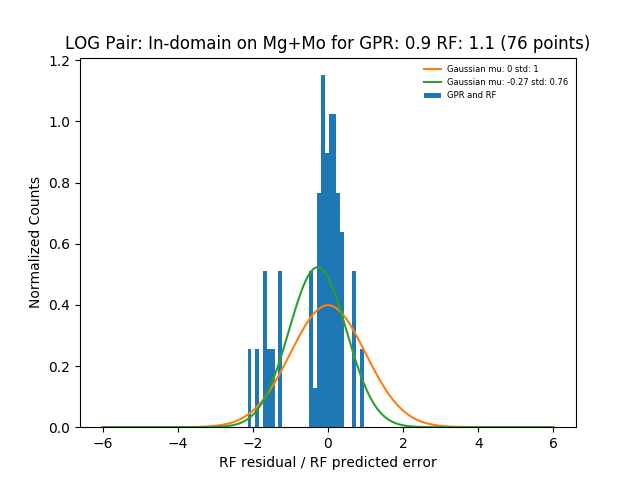 LOG Pair: In-domain on Mg+Mo for GPR: 0.9 RF: 1.1 (76 points)
Gaussian mu: 0 std: 1
Gaussian mu: -0.27 std: 0.76
GPR and RF
Normalized Counts
1.2
1.0
0.8
0.6
0.4
0.2
0.0
−6 −4 −2 0 2 4 6
RF residual / RF predicted error